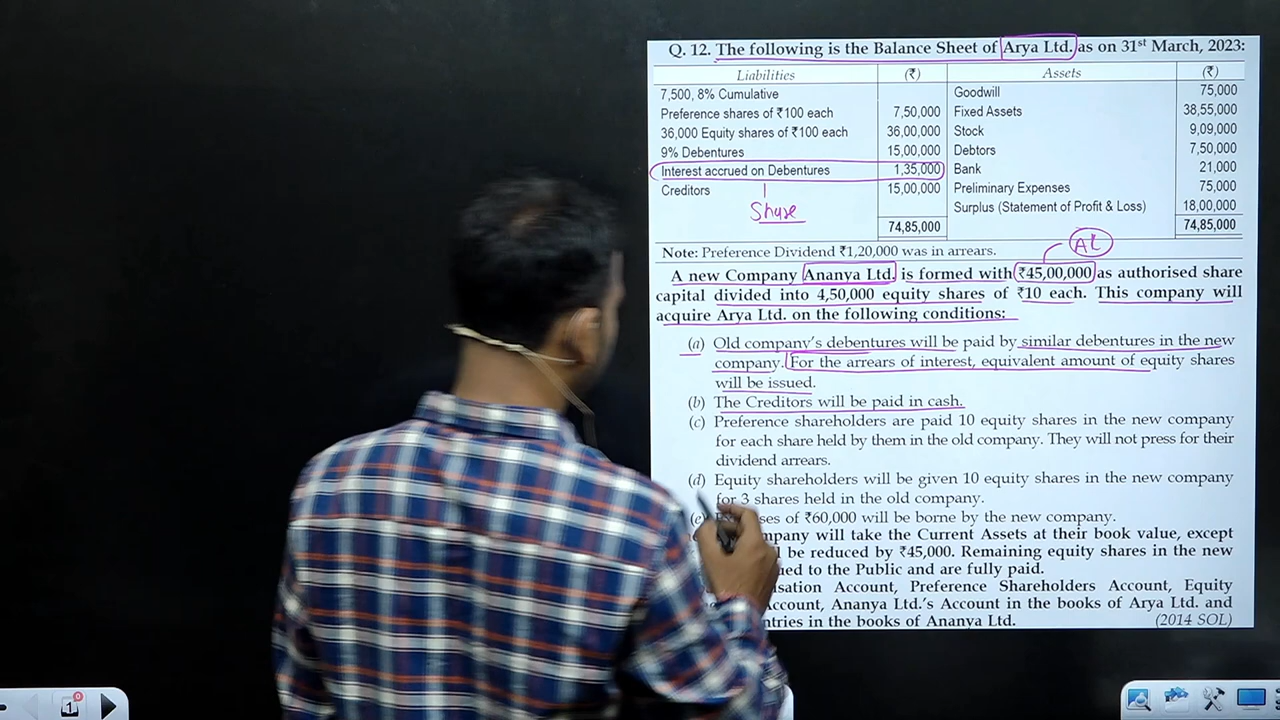 Q. 12. The following is the Balance Sheet of Arya Ltd. as on 31st March, 2023:
Liabilities (₹) Assets (₹)
7,500, 8% Cumulative Goodwill 75,000
Preference shares of ₹100 each 7,50,000 Fixed Assets 38,55,000
36,000 Equity shares of ₹100 each 36,00,000 Stock 9,09,000
9% Debentures 15,00,000 Debtors 7,50,000
Interest accrued on Debentures 1,35,000 Bank 21,000
Creditors 15,00,000 Preliminary Expenses 75,000
Share Surplus (Statement of Profit & Loss) 18,00,000
74,85,000 74,85,000
Note: Preference Dividend ₹1,20,000 was in arrears.
A new Company Ananya Ltd. is formed with ₹45,00,000 as authorised share
capital divided into 4,50,000 equity shares of ₹10 each. This company will
acquire Arya Ltd. on the following conditions:
(a) Old company's debentures will be paid by similar debentures in the new
company. For the arrears of interest, equivalent amount of equity shares
will be issued.
(b) The Creditors will be paid in cash.
(c) Preference shareholders are paid 10 equity shares in the new company
for each share held by them in the old company. They will not press for their
dividend arrears.
(d) Equity shareholders will be given 10 equity shares in the new company
for 3 shares held in the old company.
(e) of ₹60,000 will be borne by the new company.
will take the Current Assets at their book value, except
be reduced by ₹45,000. Remaining equity shares in the new
to the Public and are fully paid.
Account, Preference Shareholders Account, Equity
Account, Ananya Ltd.'s Account in the books of Arya Ltd. and
in the books of Ananya Ltd. (2014 SOL)
1
0